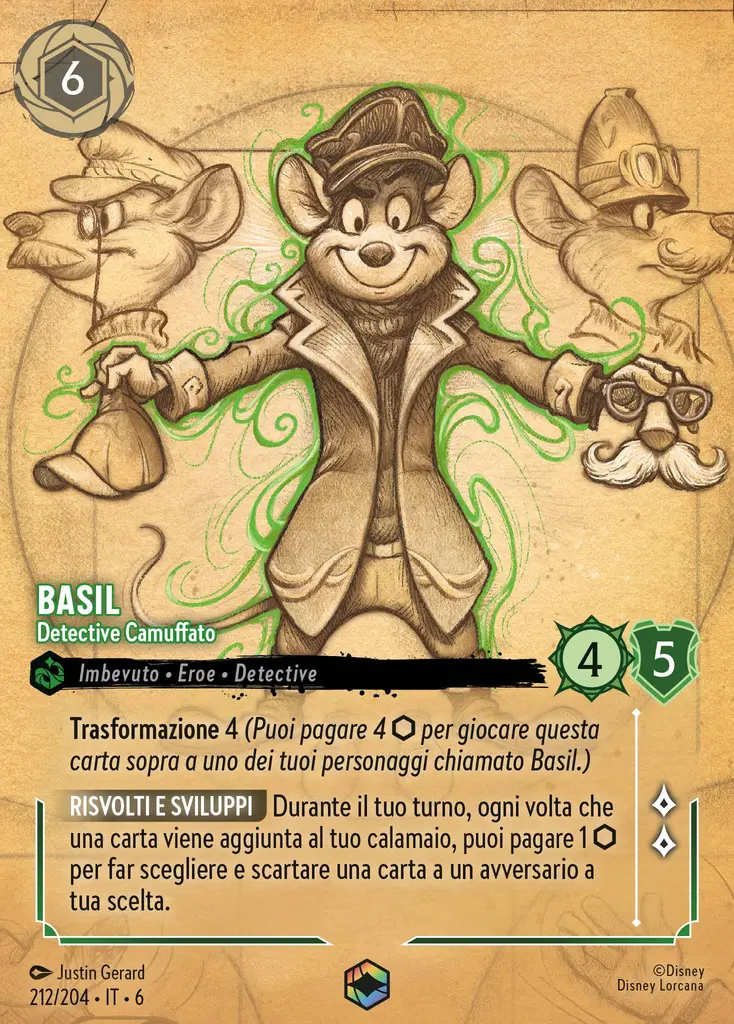 6
BASIL
Detective Camuffato
Imbevuto • Eroe • Detective
4
5
Trasformazione 4 (Puoi pagare 4 ⬡ per giocare questa
carta sopra a uno dei tuoi personaggi chiamato Basil.)
RISVOLTI E SVILUPPI Durante il tuo turno, ogni volta che
una carta viene aggiunta al tuo calamaio, puoi pagare 1 ⬡
per far scegliere e scartare una carta a un avversario a
tua scelta.
Justin Gerard
212/204 • IT • 6
©Disney
Disney Lorcana